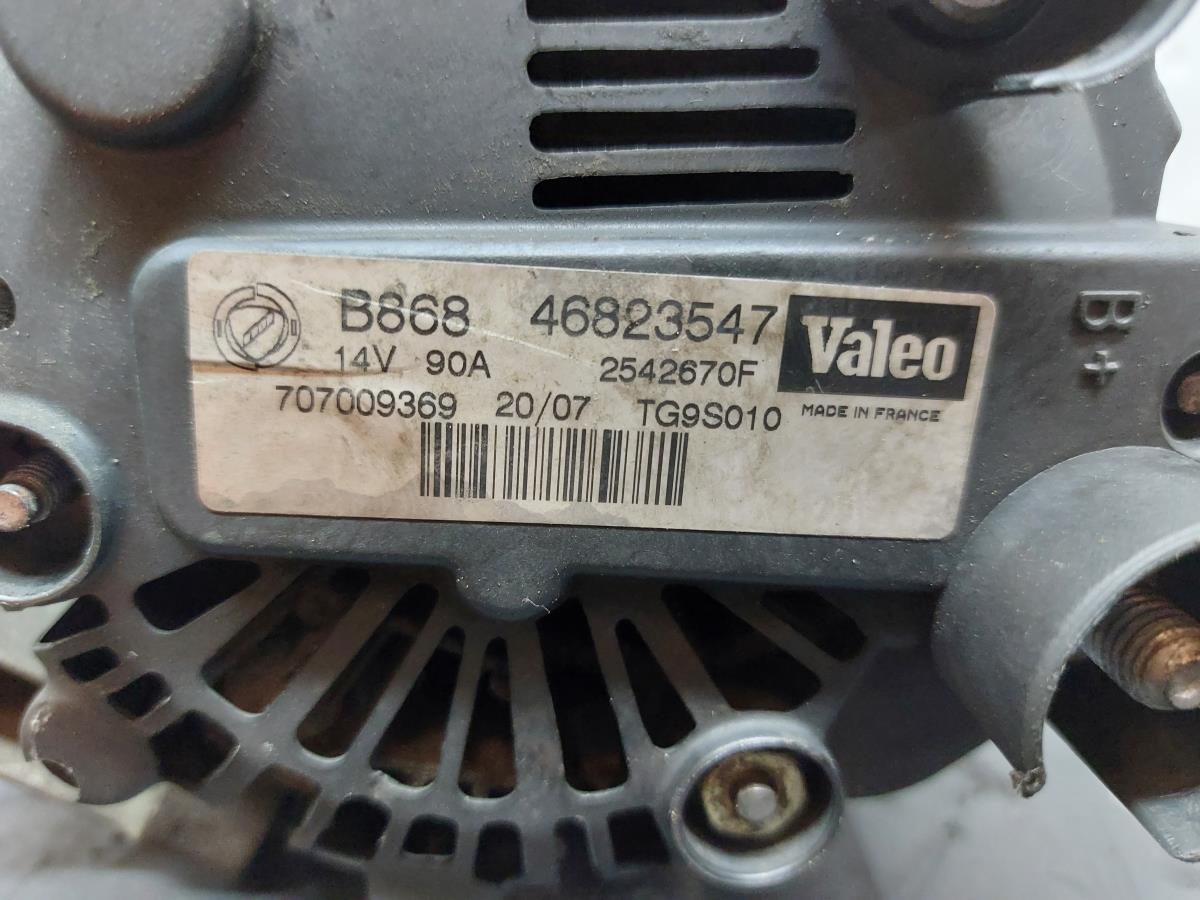 B868 46823547 Valeo
14V 90A 2542670F
707009369 20/07 TG9S010 MADE IN FRANCE
B+